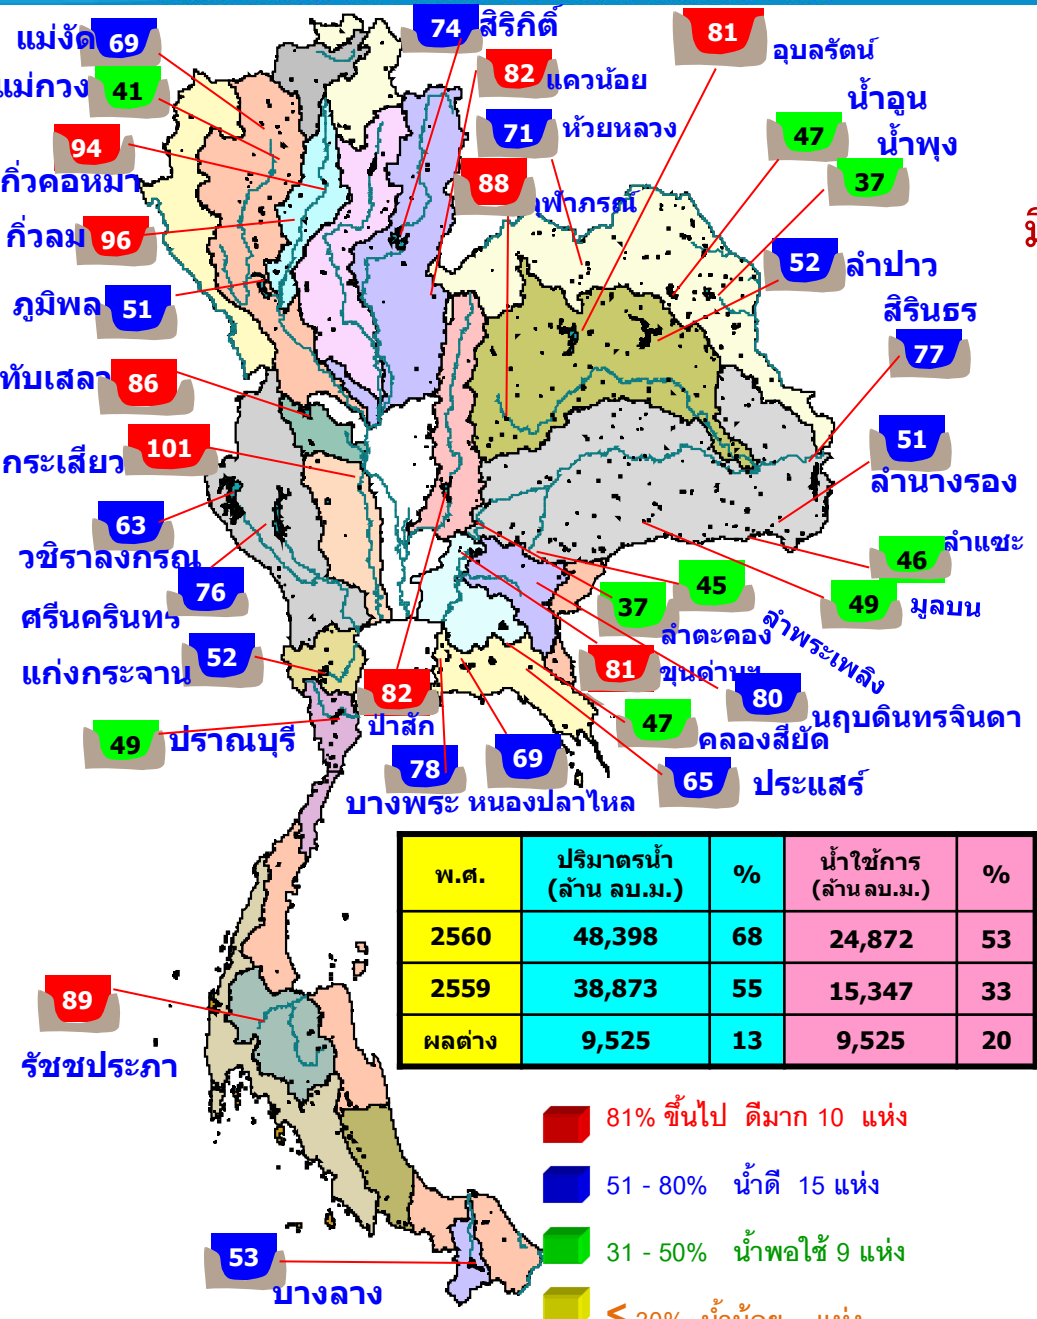 74 สิริกิติ์
81
แม่งัด 69
อุบลรัตน์
82 แควน้อย
แม่กวง 41
น้ำอูน
71 ห้วยหลวง
47 น้ำพุง
94
88
37
กิ่วคอหมา
กิ่วลม 96
52 ลำปาว
ภูมิพล 51
สิรินธร
77
ทับเสลา 86
101
51
กระเสียว
ลำนางรอง
63
วชิราลงกรณ
46 ลำแซะ
76
45
37
49 มูลบน
ศรีนครินทร์
ลำตะคอง
ลำพระเพลิง
52
แก่งกระจาน
81 ขุนด่านฯ
82
80 นฤบดินทรจินดา
ป่าสัก
47 คลองสียัด
49 ปราณบุรี
78
69
65 ประแสร์
บางพระ หนองปลาไหล
พ.ศ. ปริมาตรน้ำ (ล้าน ลบ.ม.) % น้ำใช้การ (ล้าน ลบ.ม.) %
2560 48,398 68 24,872 53
2559 38,873 55 15,347 33
ผลต่าง 9,525 13 9,525 20
89
รัชชประภา
81% ขึ้นไป ดีมาก 10 แห่ง
51 - 80% น้ำดี 15 แห่ง
31 - 50% น้ำพอใช้ 9 แห่ง
53
บางลาง
≤ 30% น้ำน้อย - แห่ง